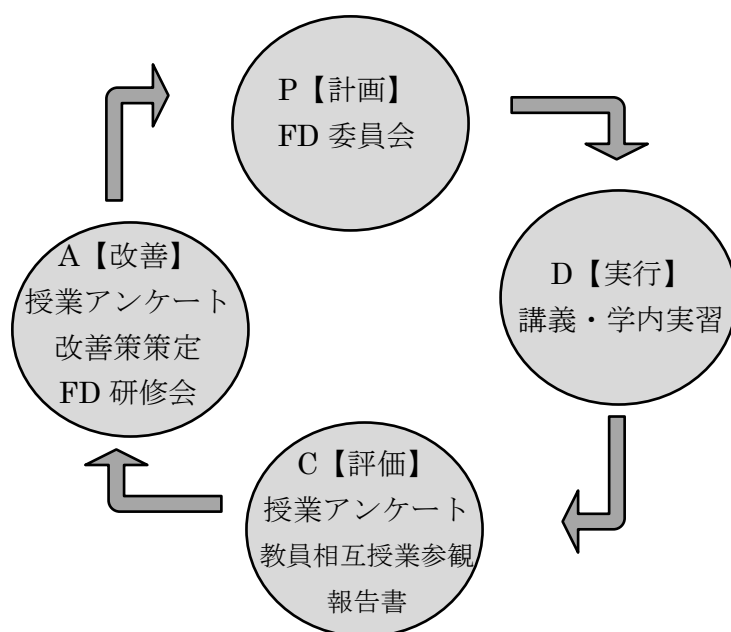 P【計画】
FD 委員会
D【実行】
講義・学内実習
C【評価】
授業アンケート
教員相互授業参観
報告書
A【改善】
授業アンケート
改善策策定
FD 研修会